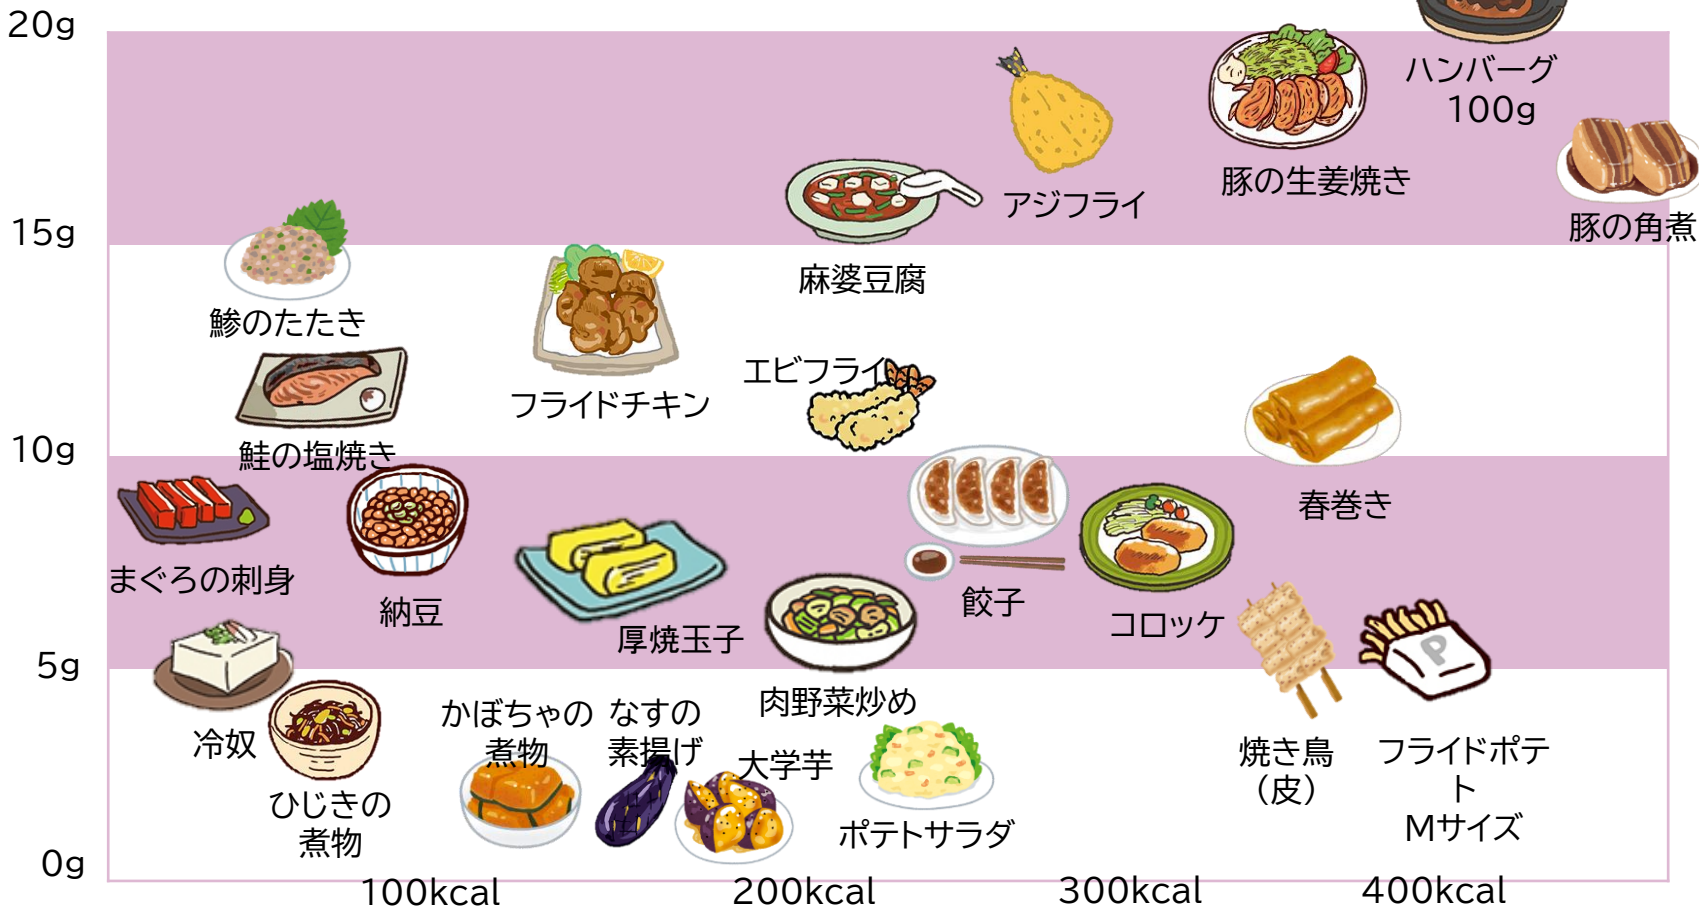 20g
ハンバーグ
100g
豚の生姜焼き
アジフライ
豚の角煮
15g
麻婆豆腐
鯵のたたき
エビフライ
フライドチキン
10g
鮭の塩焼き
春巻き
まぐろの刺身
納豆
餃子
コロッケ
厚焼玉子
5g
P
肉野菜炒め
かぼちゃの
煮物
なすの
素揚げ
冷奴
大学芋
焼き鳥
（皮）
フライドポテ
ト
Mサイズ
ひじきの
煮物
ポテトサラダ
0g
100kcal
200kcal
300kcal
400kcal